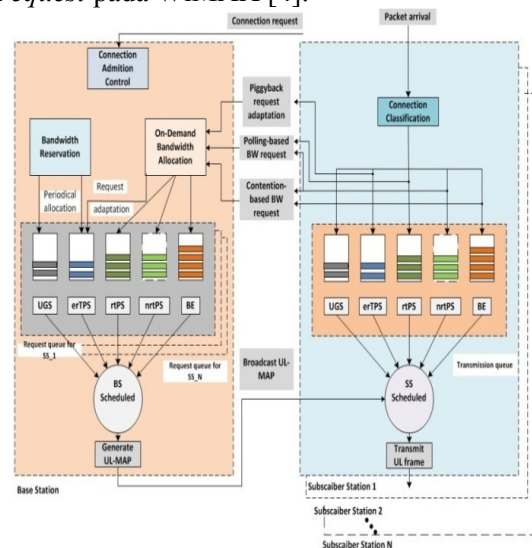 request pada WiMAX [4].
Connection request
Packet arrival
Connection
Admition
Control
Piggyback
request
adaptation
Connection
Classification
Bandwidth
Reservation
On-Demand
Bandwidth
Allocation
Polling-based
BW request
Contention-
based BW
request
Periodical
allocation
Request
adaptation
UGS
erTPS
rtPS
nrtPS
BE
UGS
erTPS
rtPS
nrtPS
BE
Request queue for
SS_1
Request queue for
SS_N
Broadcast UL-
MAP
Transmission queue
BS
Scheduled
SS
Scheduled
Generate
UL-MAP
Transmit
UL frame
Base Station
Subscaiber Station 1
Subscaiber Station 2
Subscaiber Station N